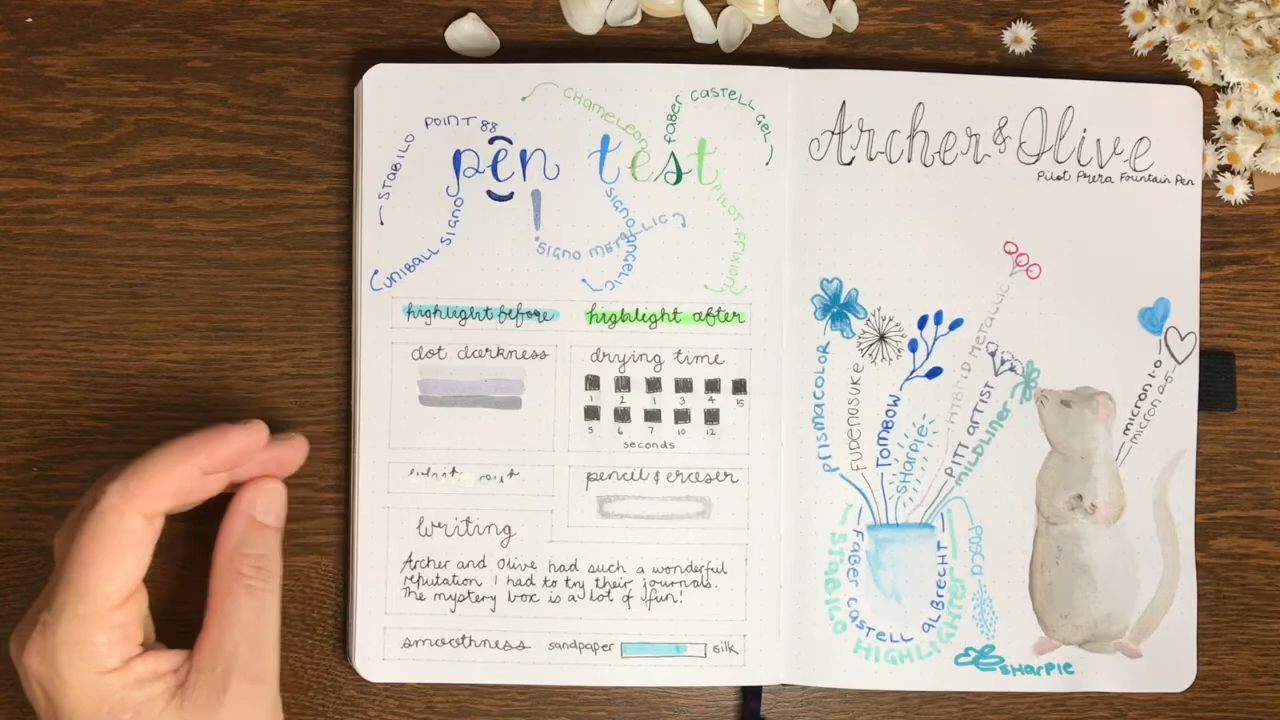 STABILO POINT 88
CHAMELEON
FABER CASTELL GEL
pen test
UNIBALL SIGNO
SIGNO METALLIC
SIGNO ANGELIC
PILOT FRIXION
highlight before
highlight after
dot darkness
drying time
1 2 1 3 4 15
5 6 7 10 12
seconds
pencil & eraser
writing
Archer and Olive had such a wonderful
reputation I had to try their journals.
The mystery box is a lot of fun!
smoothness sandpaper silk
Archer & Olive
Pilot Prera Fountain Pen
PRISMACOLOR
FUDENOSUKE
TOMBOW
SHARPIE
HYBRID METALLIC
PITT ARTIST
MILDLINER
micron 1.0
micron 05
STABILO HIGHLIGHTER
FABER CASTELL ALBRECHT
POSCA
SHARPIE